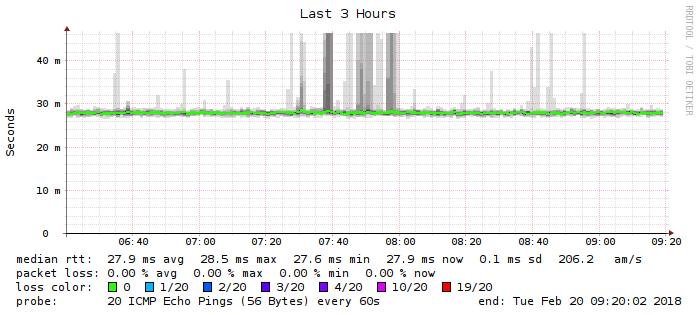 Last 3 Hours
RRDTOOL / TOBI OETIKER
Seconds
40 m
30 m
20 m
10 m
0
06:40 07:00 07:20 07:40 08:00 08:20 08:40 09:00 09:20
median rtt: 27.9 ms avg 28.5 ms max 27.6 ms min 27.9 ms now 0.1 ms sd 206.2 am/s
packet loss: 0.00 % avg 0.00 % max 0.00 % min 0.00 % now
loss color: 0 1/20 2/20 3/20 4/20 10/20 19/20
probe: 20 ICMP Echo Pings (56 Bytes) every 60s end: Tue Feb 20 09:20:02 2018